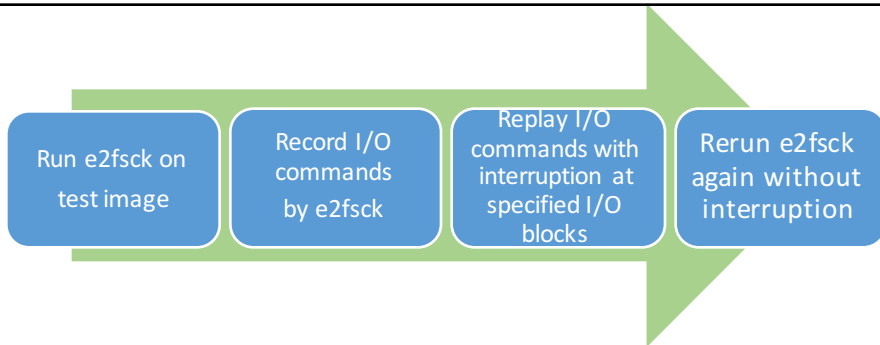 Run e2fsck on
test image
Record I/O
commands
by e2fsck
Replay I/O
commands with
interruption at
specified I/O
blocks
Rerun e2fsck
again without
interruption